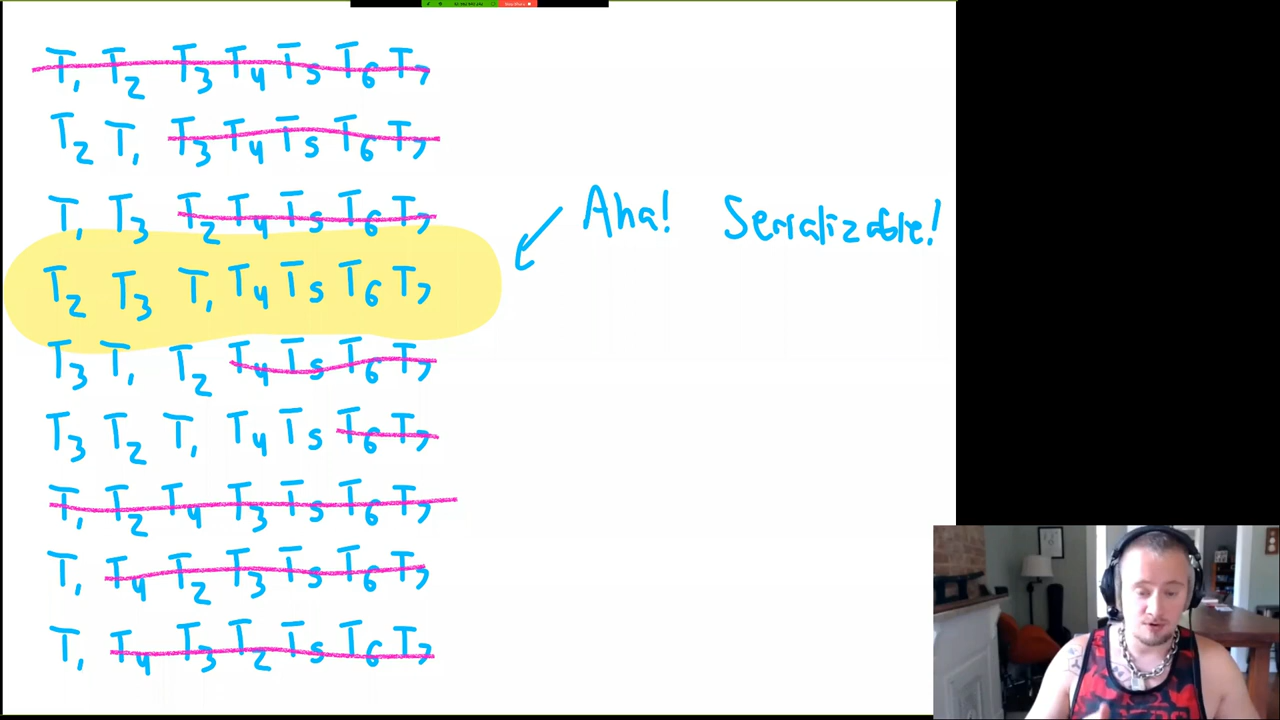 T₁ T₂ T₃ T₄ T₅ T₆ T₇
T₂ T₁ T₃ T₄ T₅ T₆ T₇
T₁ T₃ T₂ T₄ T₅ T₆ T₇
Aha! Serializable!
T₂ T₃ T₁ T₄ T₅ T₆ T₇
T₃ T₁ T₂ T₄ T₅ T₆ T₇
T₃ T₂ T₁ T₄ T₅ T₆ T₇
T₁ T₂ T₄ T₃ T₅ T₆ T₇
T₁ T₄ T₂ T₃ T₅ T₆ T₇
T₁ T₄ T₃ T₂ T₅ T₆ T₇